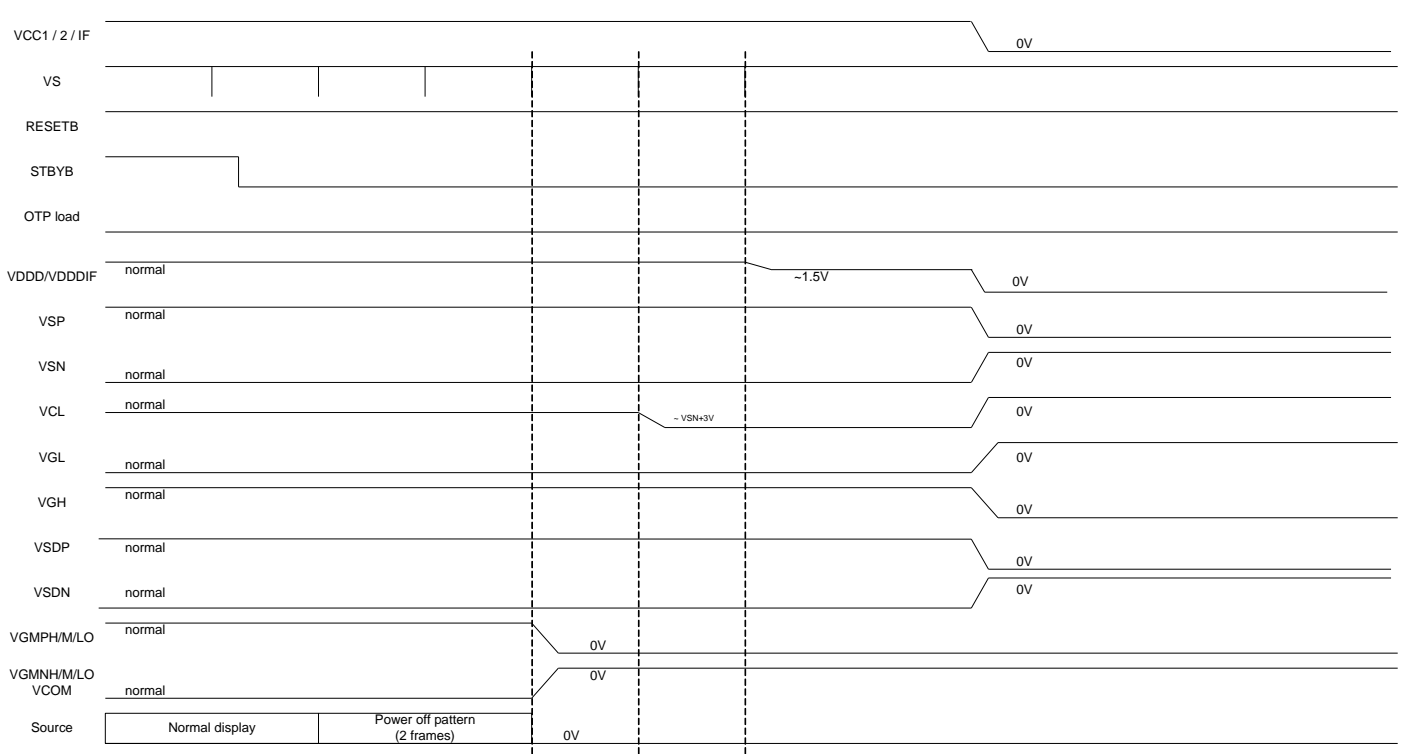 VCC1 / 2 / IF
0V
VS
RESETB
STBYB
OTP load
VDDD/VDDDIF
normal
~1.5V
0V
VSP
normal
0V
VSN
normal
0V
VCL
normal
~ VSN+3V
0V
VGL
normal
0V
VGH
normal
0V
VSDP
normal
0V
VSDN
normal
0V
VGMPH/M/LO
normal
0V
VGMNH/M/LO
VCOM
normal
0V
Source
Normal display
Power off pattern
(2 frames)
0V